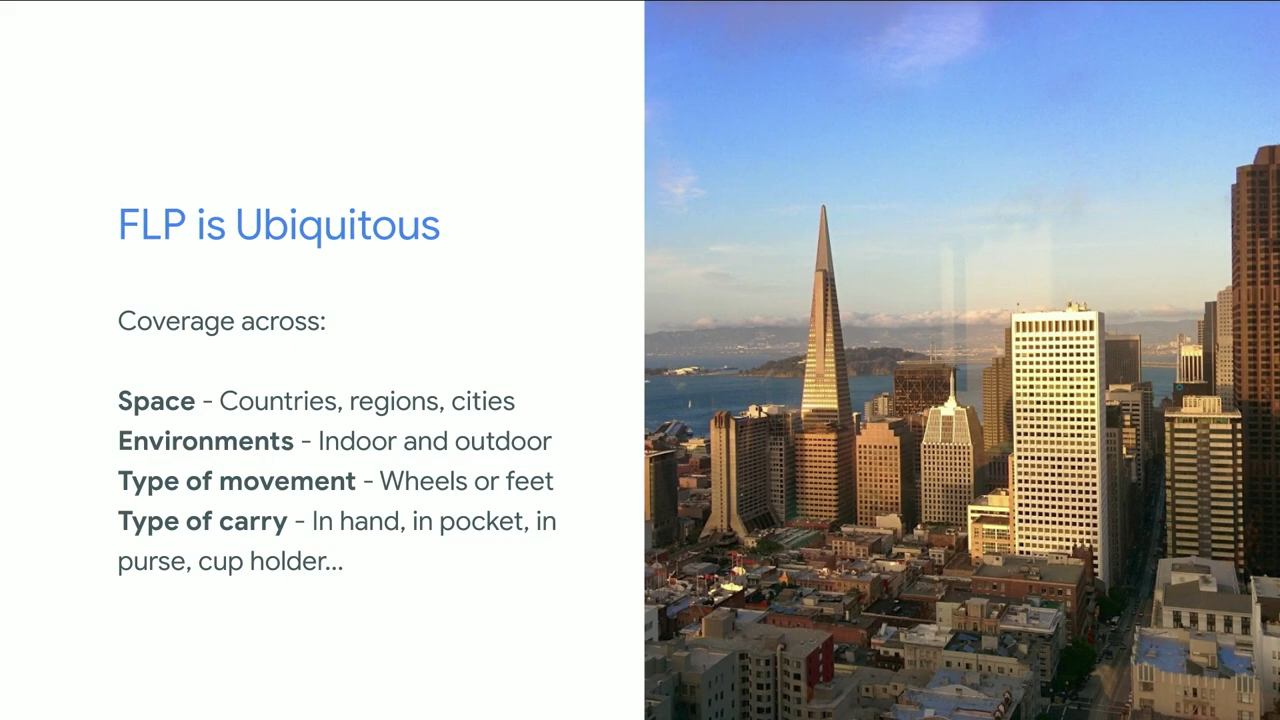 FLP is Ubiquitous
Coverage across:
Space - Countries, regions, cities
Environments - Indoor and outdoor
Type of movement - Wheels or feet
Type of carry - In hand, in pocket, in
purse, cup holder...